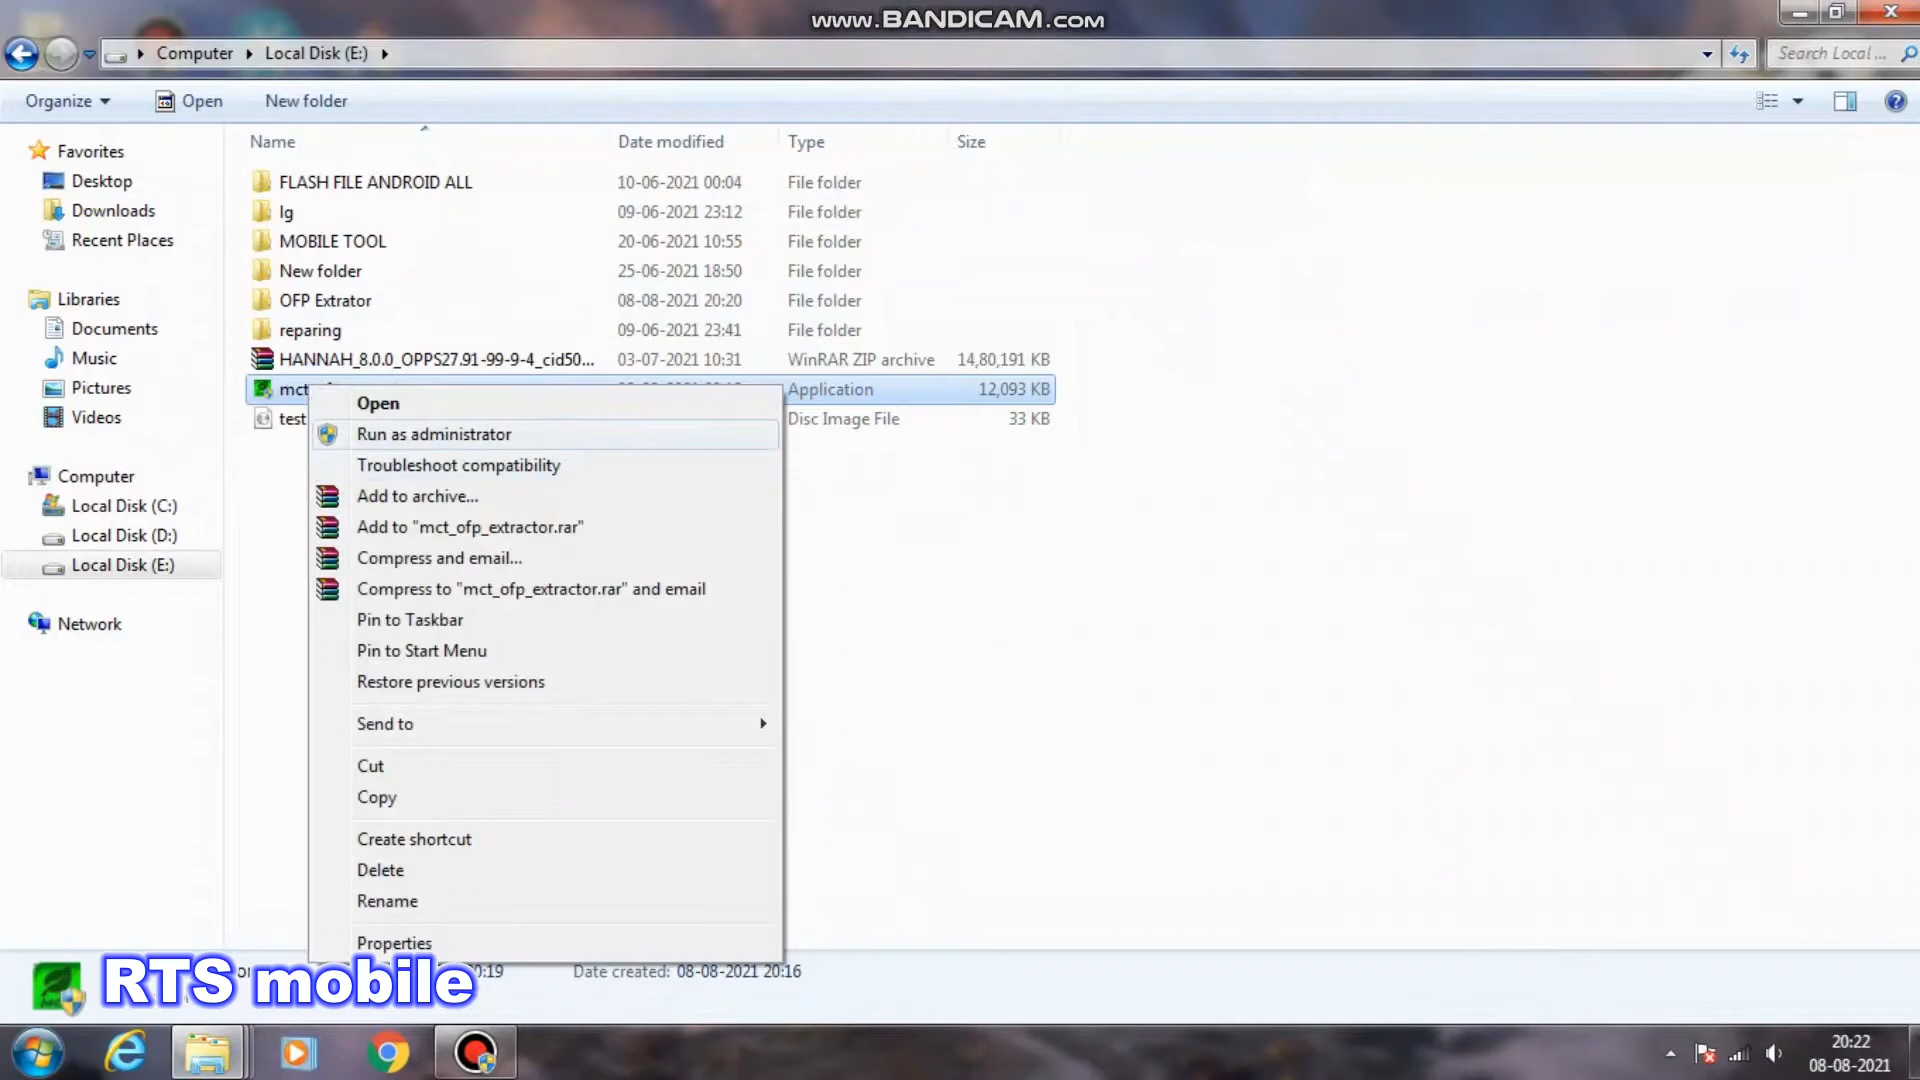 www.BANDICAM.com
Computer Local Disk (E:)
Search Local ...
Organize Open New folder
Name Date modified Type Size
Favorites
Desktop
Downloads
Recent Places
Libraries
Documents
Music
Pictures
Videos
Computer
Local Disk (C:)
Local Disk (D:)
Local Disk (E:)
Network
FLASH FILE ANDROID ALL 10-06-2021 00:04 File folder
lg 09-06-2021 23:12 File folder
MOBILE TOOL 20-06-2021 10:55 File folder
New folder 25-06-2021 18:50 File folder
OFP Extrator 08-08-2021 20:20 File folder
reparing 09-06-2021 23:41 File folder
HANNAH_8.0.0_OPPS27.91-99-9-4_cid50... 03-07-2021 10:31 WinRAR ZIP archive 14,80,191 KB
mct Application 12,093 KB
test Disc Image File 33 KB
Open
Run as administrator
Troubleshoot compatibility
Add to archive...
Add to "mct_ofp_extractor.rar"
Compress and email...
Compress to "mct_ofp_extractor.rar" and email
Pin to Taskbar
Pin to Start Menu
Restore previous versions
Send to
Cut
Copy
Create shortcut
Delete
Rename
Properties
RTS mobile
0:19 Date created: 08-08-2021 20:16
20:22
08-08-2021